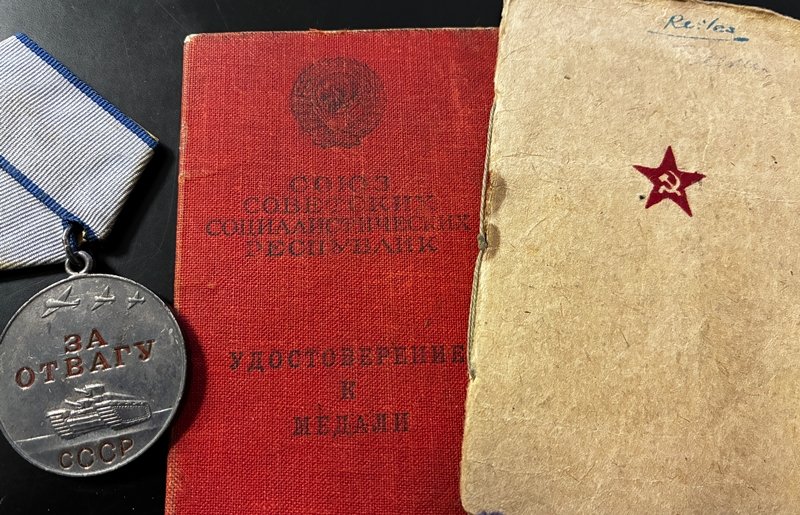 ЗА
ОТВАГУ
СССР
СОЮЗ
СОВЕТСКИХ
СОЦИАЛИСТИЧЕСКИХ
РЕСПУБЛИК
УДОСТОВЕРЕНИЕ
К
МЕДАЛИ